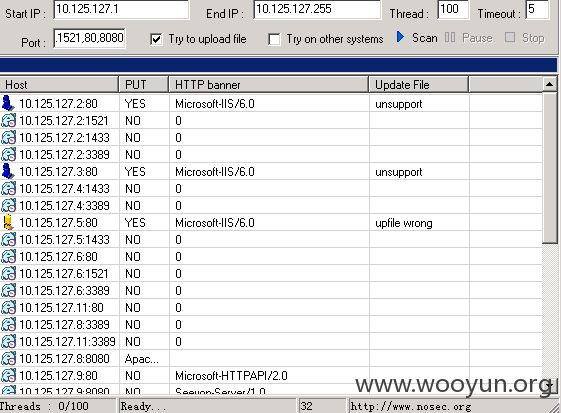 Start IP : 10.125.127.1 End IP : 10.125.127.255 Thread : 100 Timeout : 5
Port : .1521,80,8080 Try to upload file Try on other systems Scan Pause Stop
Host PUT HTTP banner Update File
10.125.127.2:80 YES Microsoft-IIS/6.0 unsupport
10.125.127.2:1521 NO 0
10.125.127.2:1433 NO 0
10.125.127.2:3389 NO 0
10.125.127.3:80 YES Microsoft-IIS/6.0 unsupport
10.125.127.4:1433 NO 0
10.125.127.4:3389 NO 0
10.125.127.5:80 YES Microsoft-IIS/6.0 upfile wrong
10.125.127.5:1433 NO 0
10.125.127.6:80 NO 0
10.125.127.6:1521 NO 0
10.125.127.6:3389 NO 0
10.125.127.11:80 NO 0
10.125.127.8:3389 NO 0
10.125.127.11:3389 NO 0
10.125.127.8:8080 Apac...
10.125.127.9:80 NO Microsoft-HTTPAPI/2.0
10.125.127.8:80 NO
www.wooyun.org
Threads : 0/100 Ready... 32 http://www.nosec.org